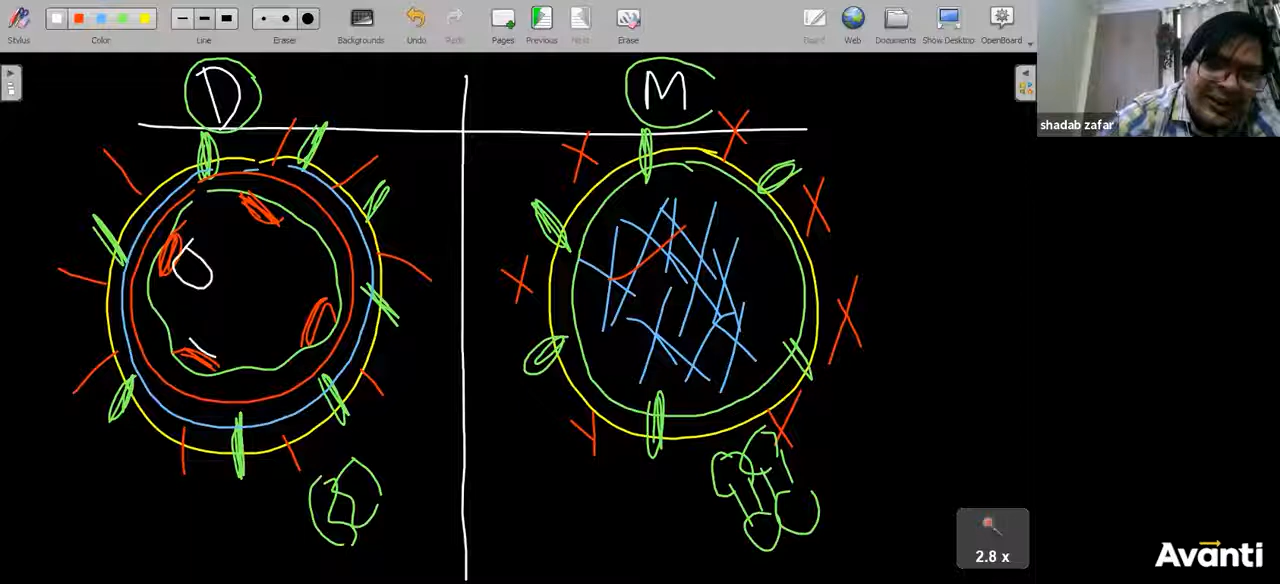 Stylus
Color
Line
Eraser
Backgrounds
Undo
Redo
Pages
Previous
Next
Erase
Board
Web
Documents
Show Desktop
OpenBoard
D
M
shadab zafar
2.8 x
Avanti